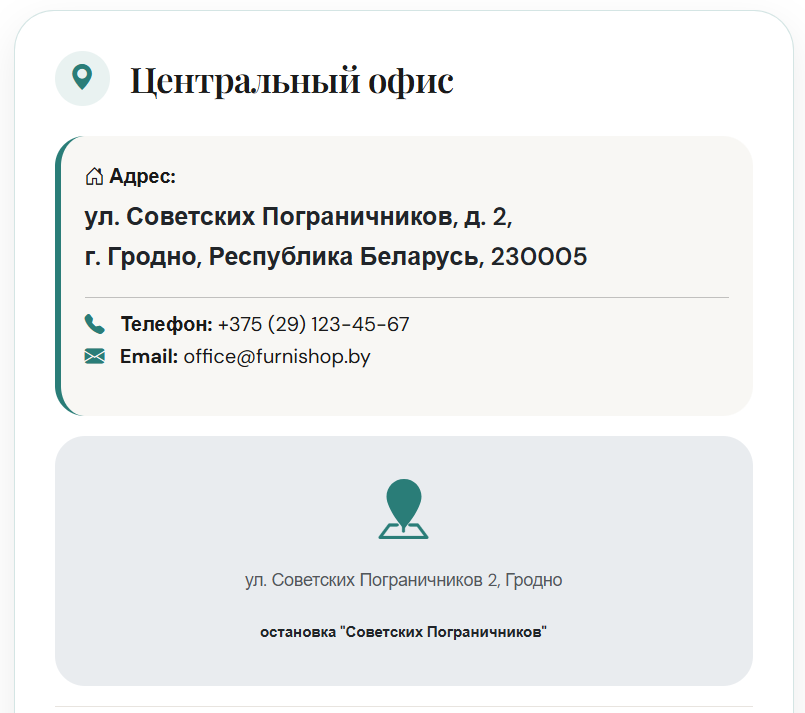 Центральный офис
Адрес:
ул. Советских Пограничников, д. 2,
г. Гродно, Республика Беларусь, 230005
Телефон: +375 (29) 123-45-67
Email: office@furnishop.by
ул. Советских Пограничников 2, Гродно
остановка "Советских Пограничников"